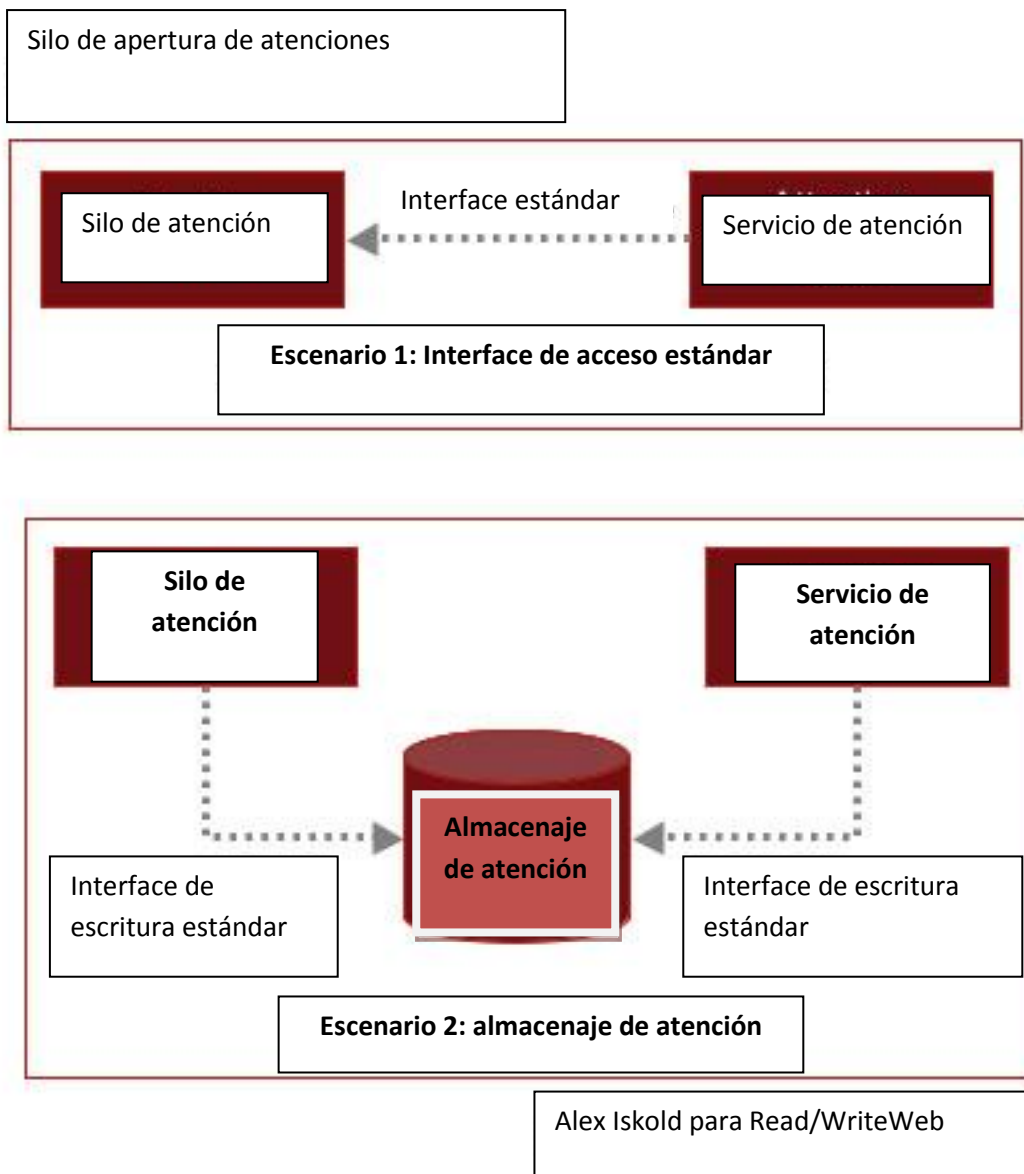 Silo de apertura de atenciones
Silo de atención
Interface estándar
Servicio de atención
Escenario 1: Interface de acceso estándar
Silo de
atención
Servicio de
atención
Almacenaje
de atención
Interface de
escritura estándar
Interface de escritura
estándar
Escenario 2: almacenaje de atención
Alex Iskold para Read/WriteWeb